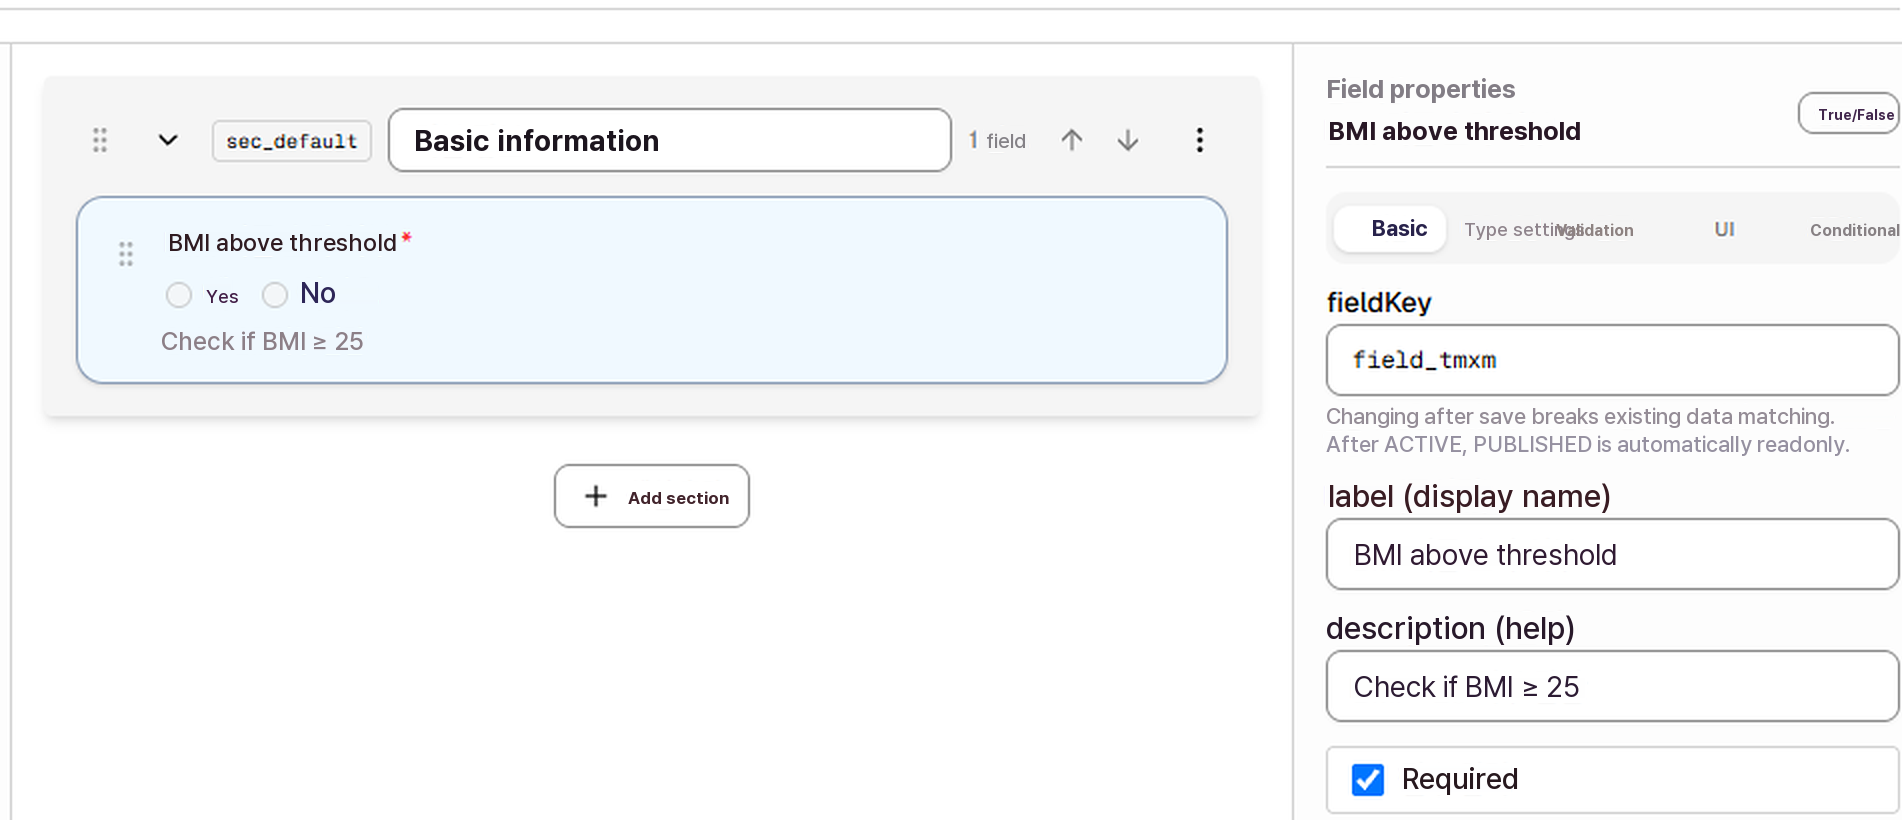 sec_default
Basic information
1 field
BMI above threshold*
Yes No
Check if BMI ≥ 25
Add section
Field properties
BMI above threshold
True/False
Basic Type settings Validation UI Conditional
fieldKey
field_tmxm
Changing after save breaks existing data matching.
After ACTIVE, PUBLISHED is automatically readonly.
label (display name)
BMI above threshold
description (help)
Check if BMI ≥ 25
Required